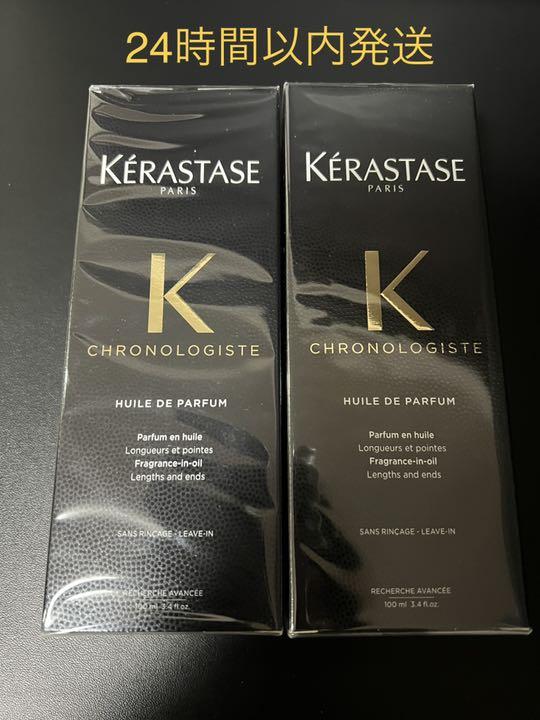 24時間以内発送
KÉRASTASE
PARIS
K
CHRONOLOGISTE
HUILE DE PARFUM
Parfum en huile
Longueurs et pointes
Fragrance-in-oil
Lengths and ends
SANS RINÇAGE - LEAVE-IN
RECHERCHE AVANCÉE
100 ml 3.4 fl.oz.
KÉRASTASE
PARIS
K
CHRONOLOGISTE
HUILE DE PARFUM
Parfum en huile
Longueurs et pointes
Fragrance-in-oil
Lengths and ends
SANS RINÇAGE - LEAVE-IN
RECHERCHE AVANCÉE
100 ml 3.4 fl.oz.